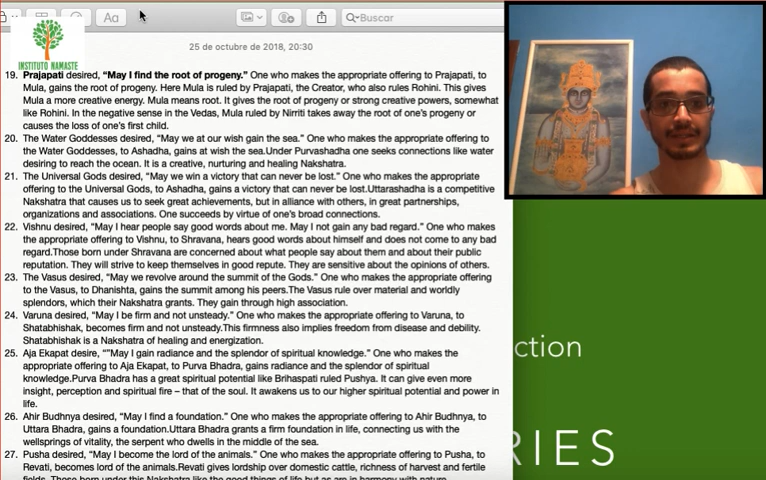 Aa
Buscar
INSTITUTO NAMASTE
25 de octubre de 2018, 20:30
19. Prajapati desired, “May I find the root of progeny.” One who makes the appropriate offering to Prajapati, to
Mula, gains the root of progeny. Here Mula is ruled by Prajapati, the Creator, who also rules Rohini. This gives
Mula a more creative energy. Mula means root. It gives the root of progeny or strong creative powers, somewhat
like Rohini. In the negative sense in the Vedas, Mula ruled by Nirriti takes away the root of one’s progeny or
causes the loss of one’s first child.
20. The Water Goddesses desired, “May we at our wish gain the sea.” One who makes the appropriate offering to
the Water Goddesses, to Ashadha, gains at wish the sea.Under Purvashadha one seeks connections like water
desiring to reach the ocean. It is a creative, nurturing and healing Nakshatra.
21. The Universal Gods desired, “May we win a victory that can never be lost.” One who makes the appropriate
offering to the Universal Gods, to Ashadha, gains a victory that can never be lost.Uttarashadha is a competitive
Nakshatra that causes us to seek great achievements, but in alliance with others, in great partnerships,
organizations and associations. One succeeds by virtue of one’s broad connections.
22. Vishnu desired, “May I hear people say good words about me. May I not gain any bad regard.” One who makes
the appropriate offering to Vishnu, to Shravana, hears good words about himself and does not come to any bad
regard.Those born under Shravana are concerned about what people say about them and about their public
reputation. They will strive to keep themselves in good repute. They are sensitive about the opinions of others.
23. The Vasus desired, “May we revolve around the summit of the Gods.” One who makes the appropriate offering
to the Vasus, to Dhanishta, gains the summit among his peers.The Vasus rule over material and worldly
splendors, which their Nakshatra grants. They gain through high association.
24. Varuna desired, “May I be firm and not unsteady.” One who makes the appropriate offering to Varuna, to
Shatabhishak, becomes firm and not unsteady.This firmness also implies freedom from disease and debility.
Shatabhishak is a Nakshatra of healing and energization.
25. Aja Ekapat desire, “”May I gain radiance and the splendor of spiritual knowledge.” One who makes the
appropriate offering to Aja Ekapat, to Purva Bhadra, gains radiance and the splendor of spiritual
knowledge.Purva Bhadra has a great spiritual potential like Brihaspati ruled Pushya. It can give even more
insight, perception and spiritual fire – that of the soul. It awakens us to our higher spiritual potential and power in
life.
26. Ahir Budhnya desired, “May I find a foundation.” One who makes the appropriate offering to Ahir Budhnya, to
Uttara Bhadra, gains a foundation.Uttara Bhadra grants a firm foundation in life, connecting us with the
wellsprings of vitality, the serpent who dwells in the middle of the sea.
27. Pusha desired, “May I become the lord of the animals.” One who makes the appropriate offering to Pusha, to
Revati, becomes lord of the animals.Revati gives lordship over domestic cattle, richness of harvest and fertile
fields. Those born under this Nakshatra like the good things of life but as are in harmony with nature.
ction
RIES